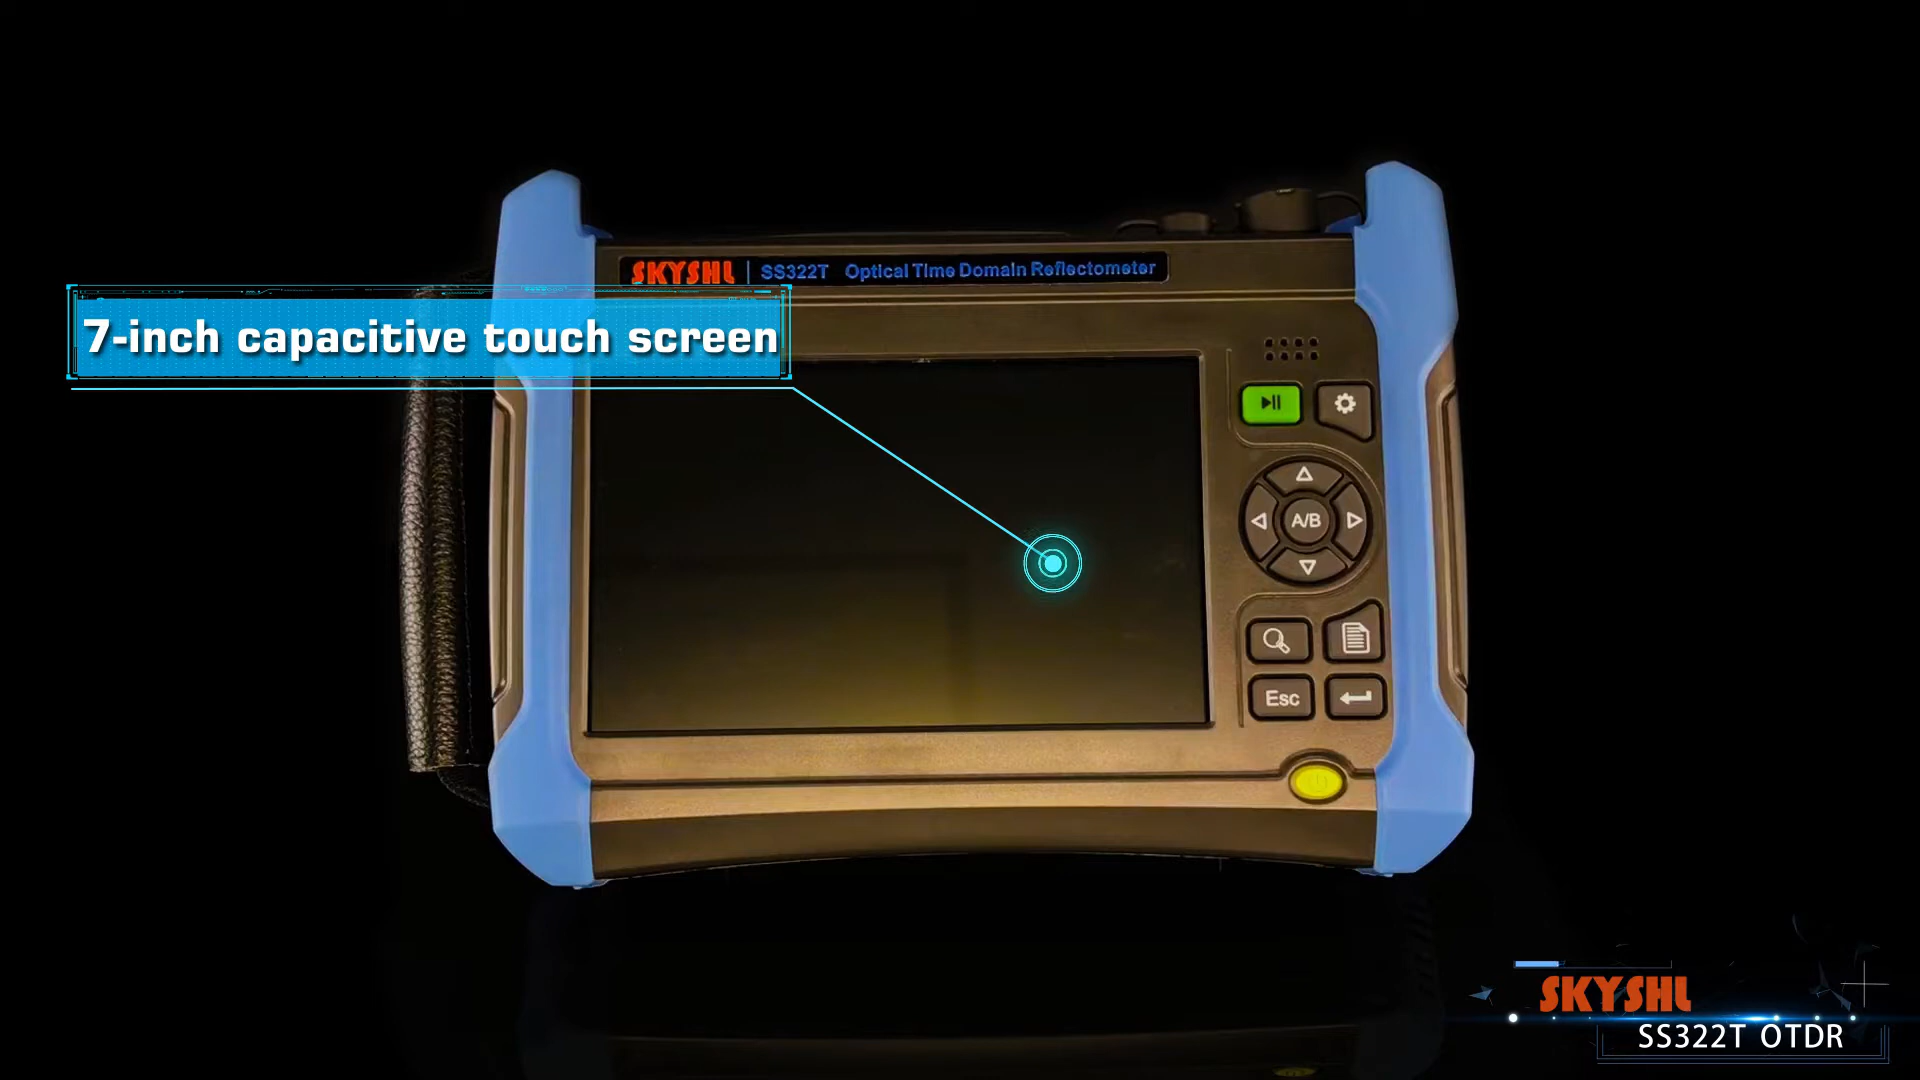 SKYSHL | SS322T Optical Time Domain Reflectometer
7-inch capacitive touch screen
A/B
Esc
SKYSHL
SS322T OTDR